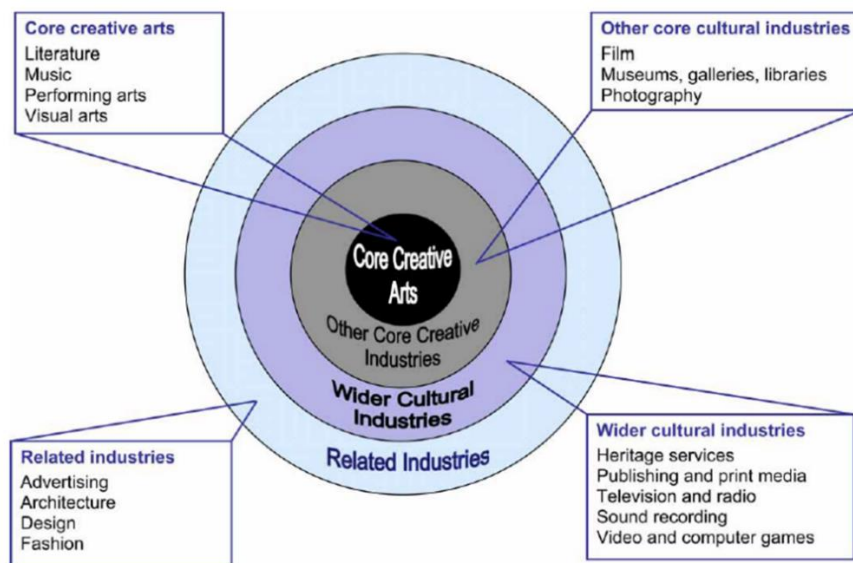 Core creative arts
Literature
Music
Performing arts
Visual arts
Other core cultural industries
Film
Museums, galleries, libraries
Photography
Core Creative
Arts
Other Core Creative
Industries
Wider Cultural
Industries
Related Industries
Related industries
Advertising
Architecture
Design
Fashion
Wider cultural industries
Heritage services
Publishing and print media
Television and radio
Sound recording
Video and computer games